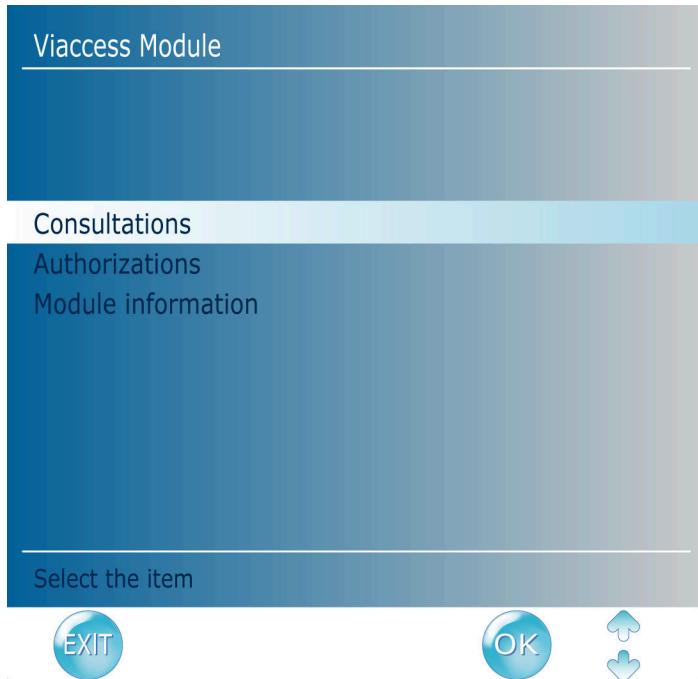 Viaccess Module
Consultations
Authorizations
Module information
Select the item
EXIT
OK